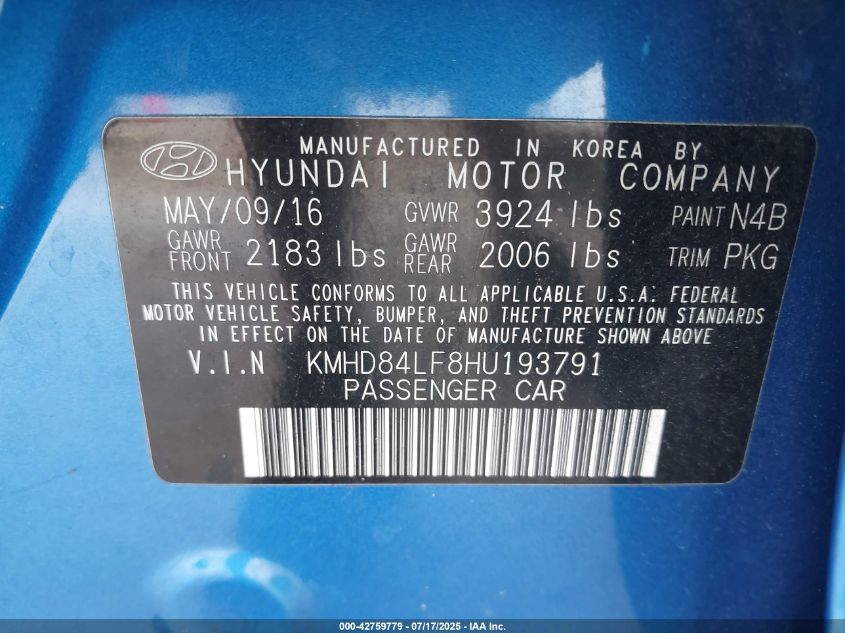 MANUFACTURED IN KOREA BY
HYUNDAI MOTOR COMPANY
MAY/09/16 GVWR 3924 lbs PAINT N4B
GAWR FRONT 2183 lbs GAWR REAR 2006 lbs TRIM PKG
THIS VEHICLE CONFORMS TO ALL APPLICABLE U.S.A. FEDERAL
MOTOR VEHICLE SAFETY, BUMPER, AND THEFT PREVENTION STANDARDS
IN EFFECT ON THE DATE OF MANUFACTURE SHOWN ABOVE
V.I.N KMHD84LF8HU193791
PASSENGER CAR
000-42759779 - 07/17/2025 - IAA Inc.